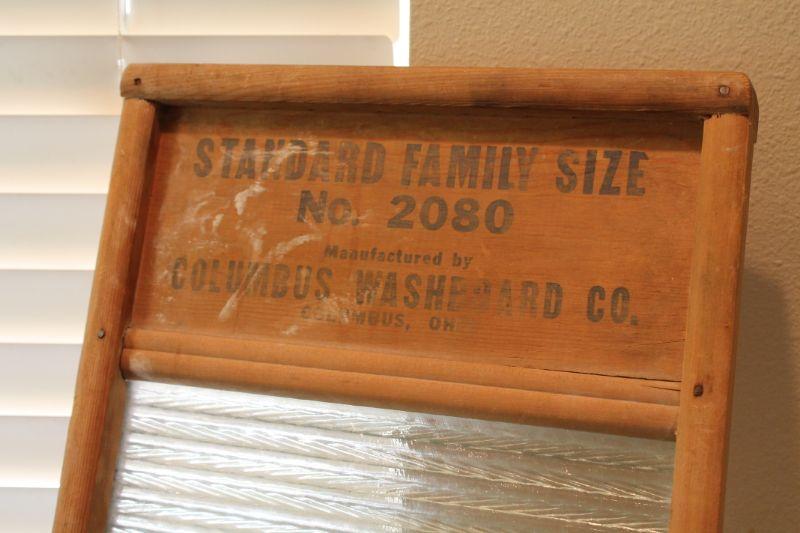 STANDARD FAMILY SIZE
No. 2080
Manufactured by
COLUMBUS WASHBOARD CO.
COLUMBUS, OHIO